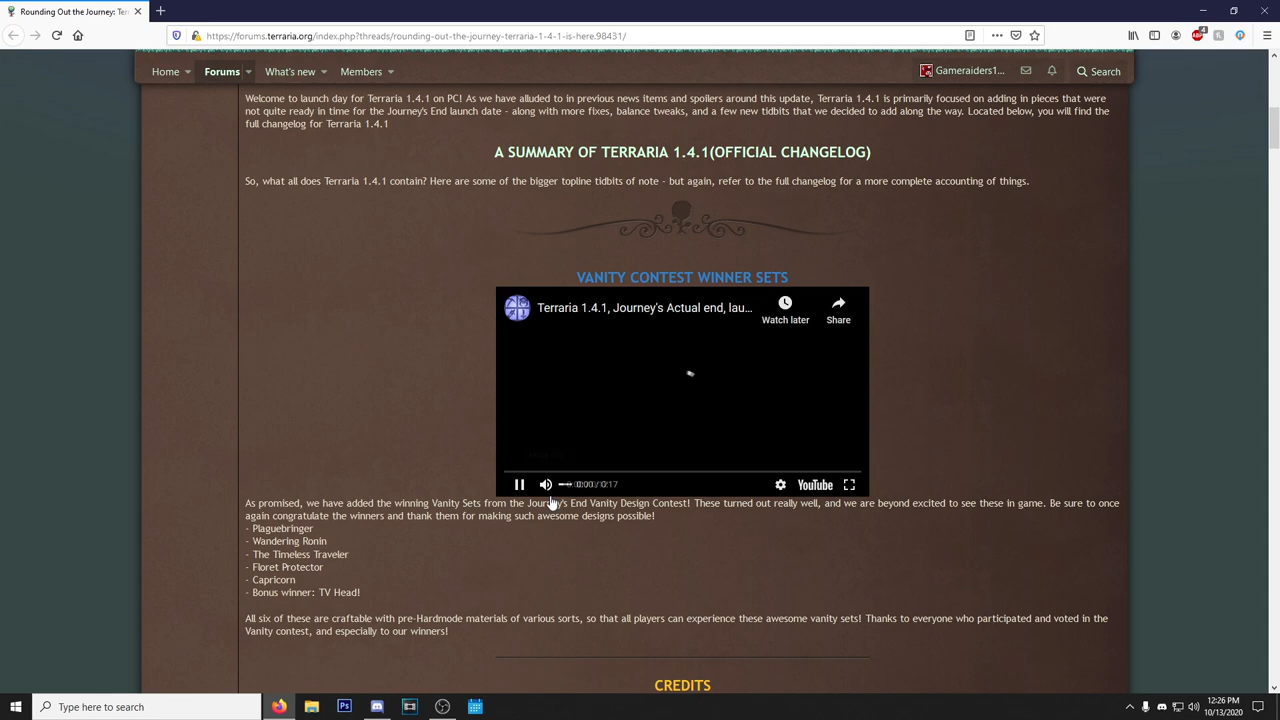 Rounding Out the Journey: Ter
https://forums.terraria.org/index.php?threads/rounding-out-the-journey-terraria-1-4-1-is-here.98431/
Home Forums What's new Members Gameraiders1... Search
Welcome to launch day for Terraria 1.4.1 on PC! As we have alluded to in previous news items and spoilers around this update, Terraria 1.4.1 is primarily focused on adding in pieces that were
not quite ready in time for the Journey's End launch date - along with more fixes, balance tweaks, and a few new tidbits that we decided to add along the way. Located below, you will find the
full changelog for Terraria 1.4.1
A SUMMARY OF TERRARIA 1.4.1(OFFICIAL CHANGELOG)
So, what all does Terraria 1.4.1 contain? Here are some of the bigger topline tidbits of note - but again, refer to the full changelog for a more complete accounting of things.
VANITY CONTEST WINNER SETS
Terraria 1.4.1, Journey's Actual end, lau...
Watch later Share
0:00 / 0:17 YouTube
As promised, we have added the winning Vanity Sets from the Journey's End Vanity Design Contest! These turned out really well, and we are beyond excited to see these in game. Be sure to once
again congratulate the winners and thank them for making such awesome designs possible!
- Plaguebringer
- Wandering Ronin
- The Timeless Traveler
- Floret Protector
- Capricorn
- Bonus winner: TV Head!
All six of these are craftable with pre-Hardmode materials of various sorts, so that all players can experience these awesome vanity sets! Thanks to everyone who participated and voted in the
Vanity contest, and especially to our winners!
CREDITS
Type here to search
12:26 PM
10/13/2020